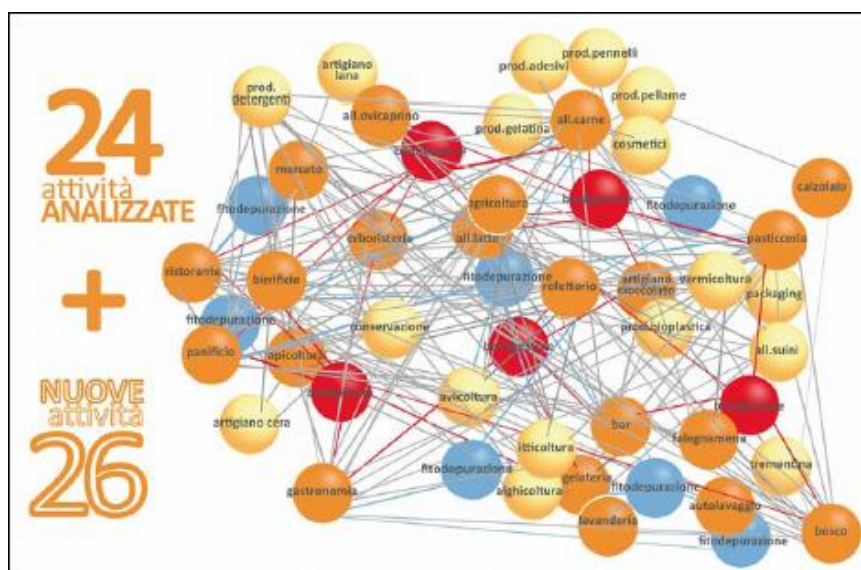 24
attività
ANALIZZATE
+
NUOVE
attività
26
prod.
detergenti
artigiano
lana
prod.adesivi
prod.pennelli
prod.pellame
all.ovicaprino
prod.gelatina
all.carne
cosmetici
mercato
calzolaio
fitodepurazione
agricoltura
fitodepurazione
erboristeria
all.latte
pasticceria
ristorante
birrificio
fitodepurazione
artigiano
cioccolato
vermicoltura
packaging
fitodepurazione
conservazione
prod.bioplastica
panificio
apicoltura
all.suini
avicoltura
artigiano cera
bar
falegnameria
itticoltura
trementina
fitodepurazione
gastronomia
alghicoltura
gelateria
fitodepurazione
autolavaggio
lavanderia
fitodepurazione
bosco